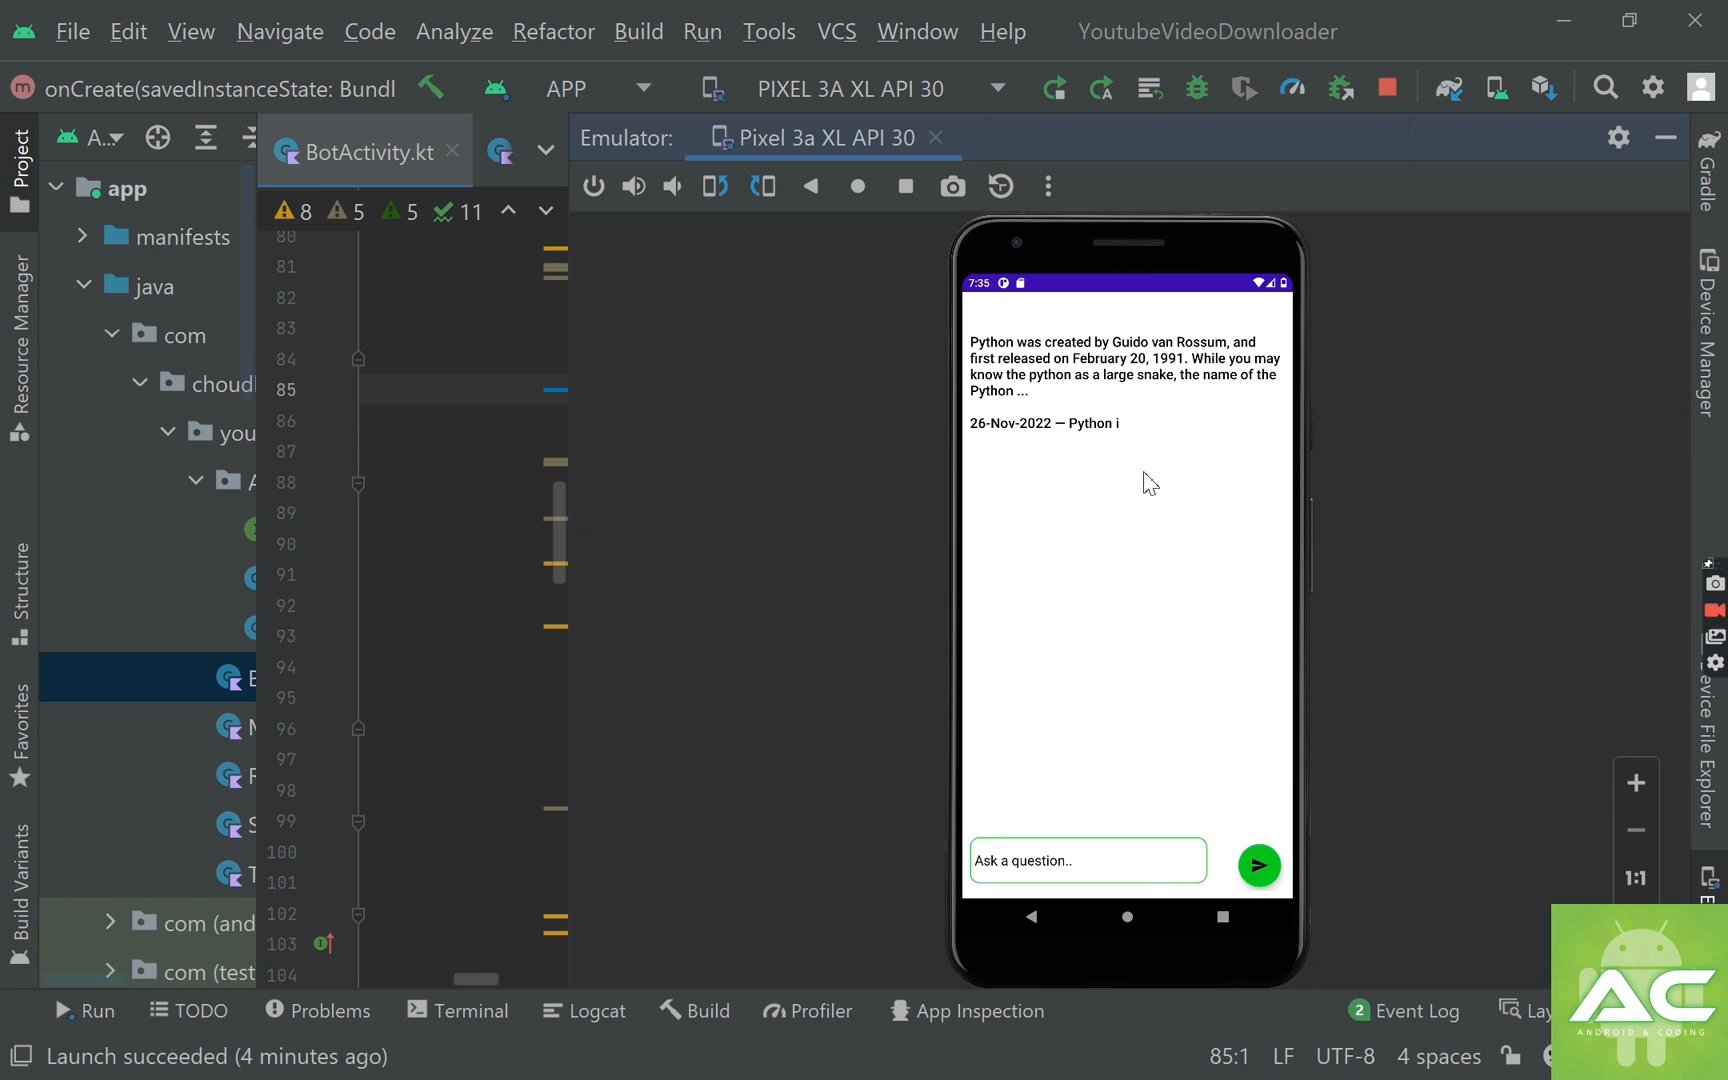 File Edit View Navigate Code Analyze Refactor Build Run Tools VCS Window Help YoutubeVideoDownloader
onCreate(savedInstanceState: Bundl APP PIXEL 3A XL API 30
Project
A...
BotActivity.kt
Emulator: Pixel 3a XL API 30
Gradle
app
8 5 5 11
manifests
java
com
choud
you
A
B
M
R
S
T
com (and
com (test
Resource Manager
Structure
Favorites
Build Variants
80
81
82
83
84
85
86
87
88
89
90
91
92
93
94
95
96
97
98
99
100
101
102
103
104
7:35
Python was created by Guido van Rossum, and
first released on February 20, 1991. While you may
know the python as a large snake, the name of the
Python ...
26-Nov-2022 — Python i
Ask a question..
Device Manager
evice File Explorer
1:1
Run TODO Problems Terminal Logcat Build Profiler App Inspection 2 Event Log Lay
Launch succeeded (4 minutes ago) 85:1 LF UTF-8 4 spaces
AC
ANDROID & CODING